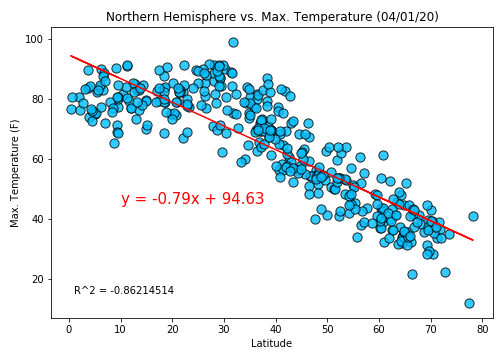 Northern Hemisphere vs. Max. Temperature (04/01/20)
100
80
60
40
20
Max. Temperature (F)
y = -0.79x + 94.63
R^2 = -0.86214514
0 10 20 30 40 50 60 70 80
Latitude